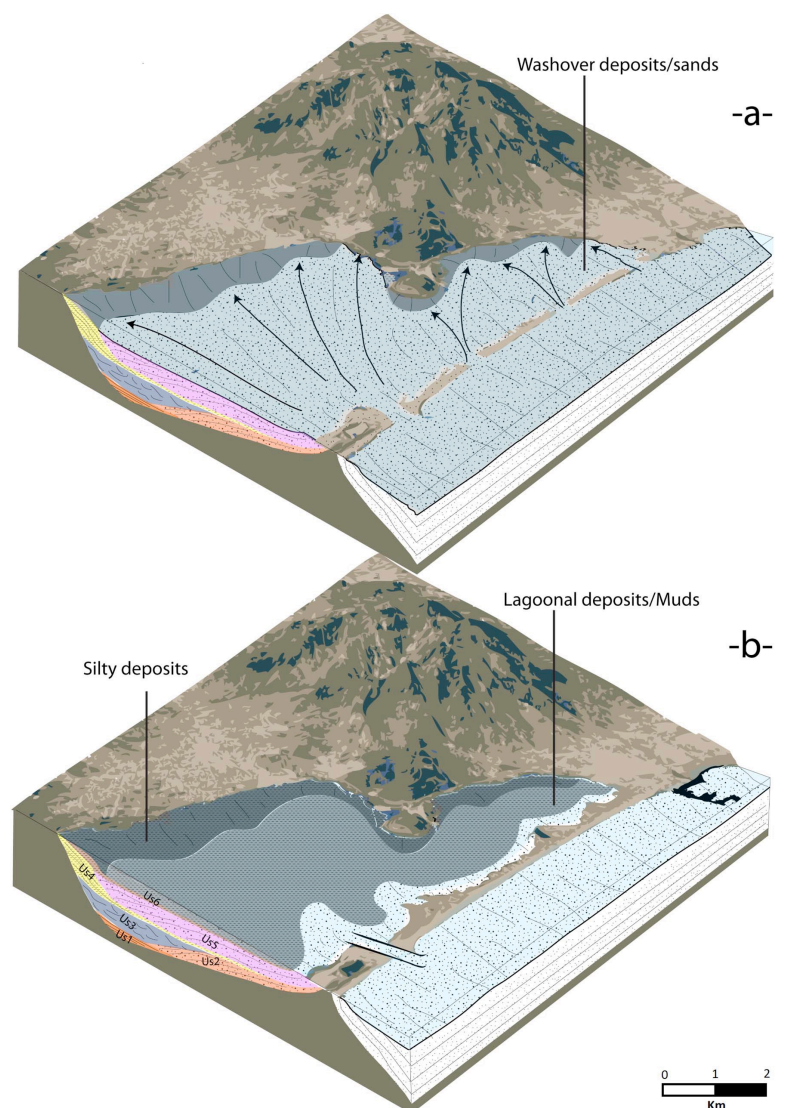 Washover deposits/sands
-a-
Lagoonal deposits/Muds
-b-
Silty deposits
Us4
Us6
Us3
Us5
Us1
Us2
0 1 2
Km